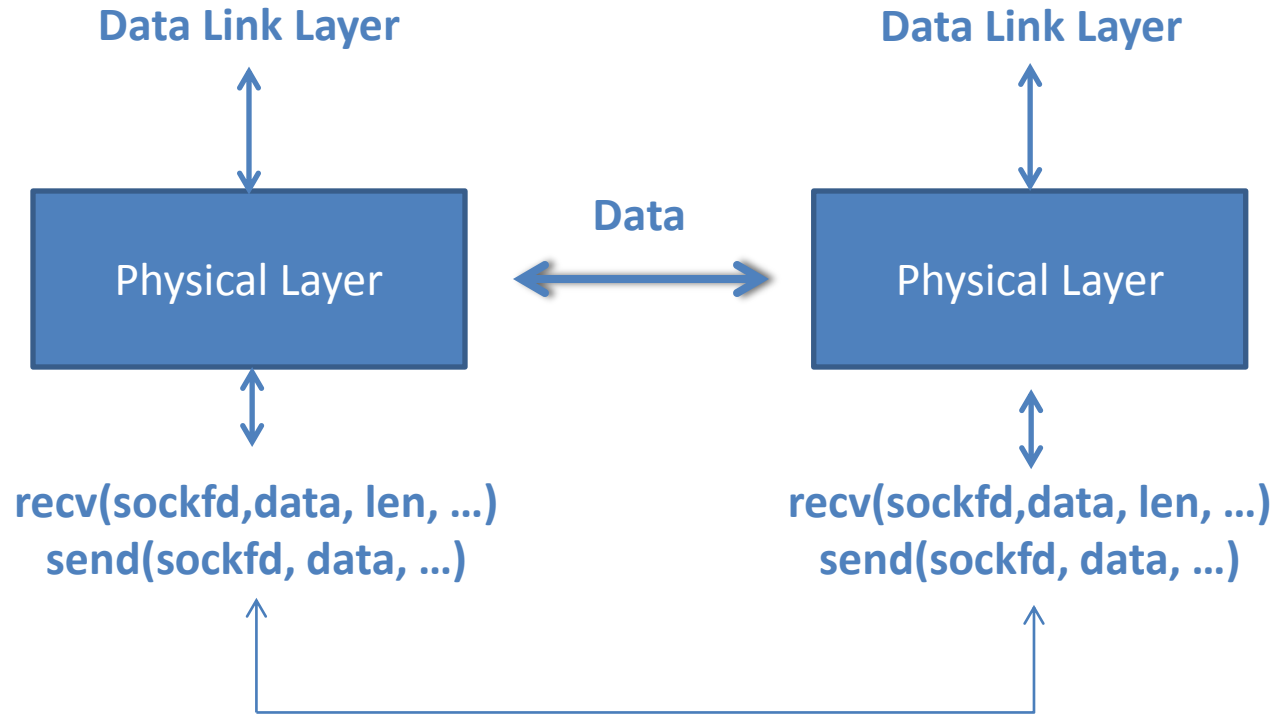 Data Link Layer
Data Link Layer
Data
Physical Layer
Physical Layer
recv(sockfd,data, len, …)
send(sockfd, data, …)
recv(sockfd,data, len, …)
send(sockfd, data, …)